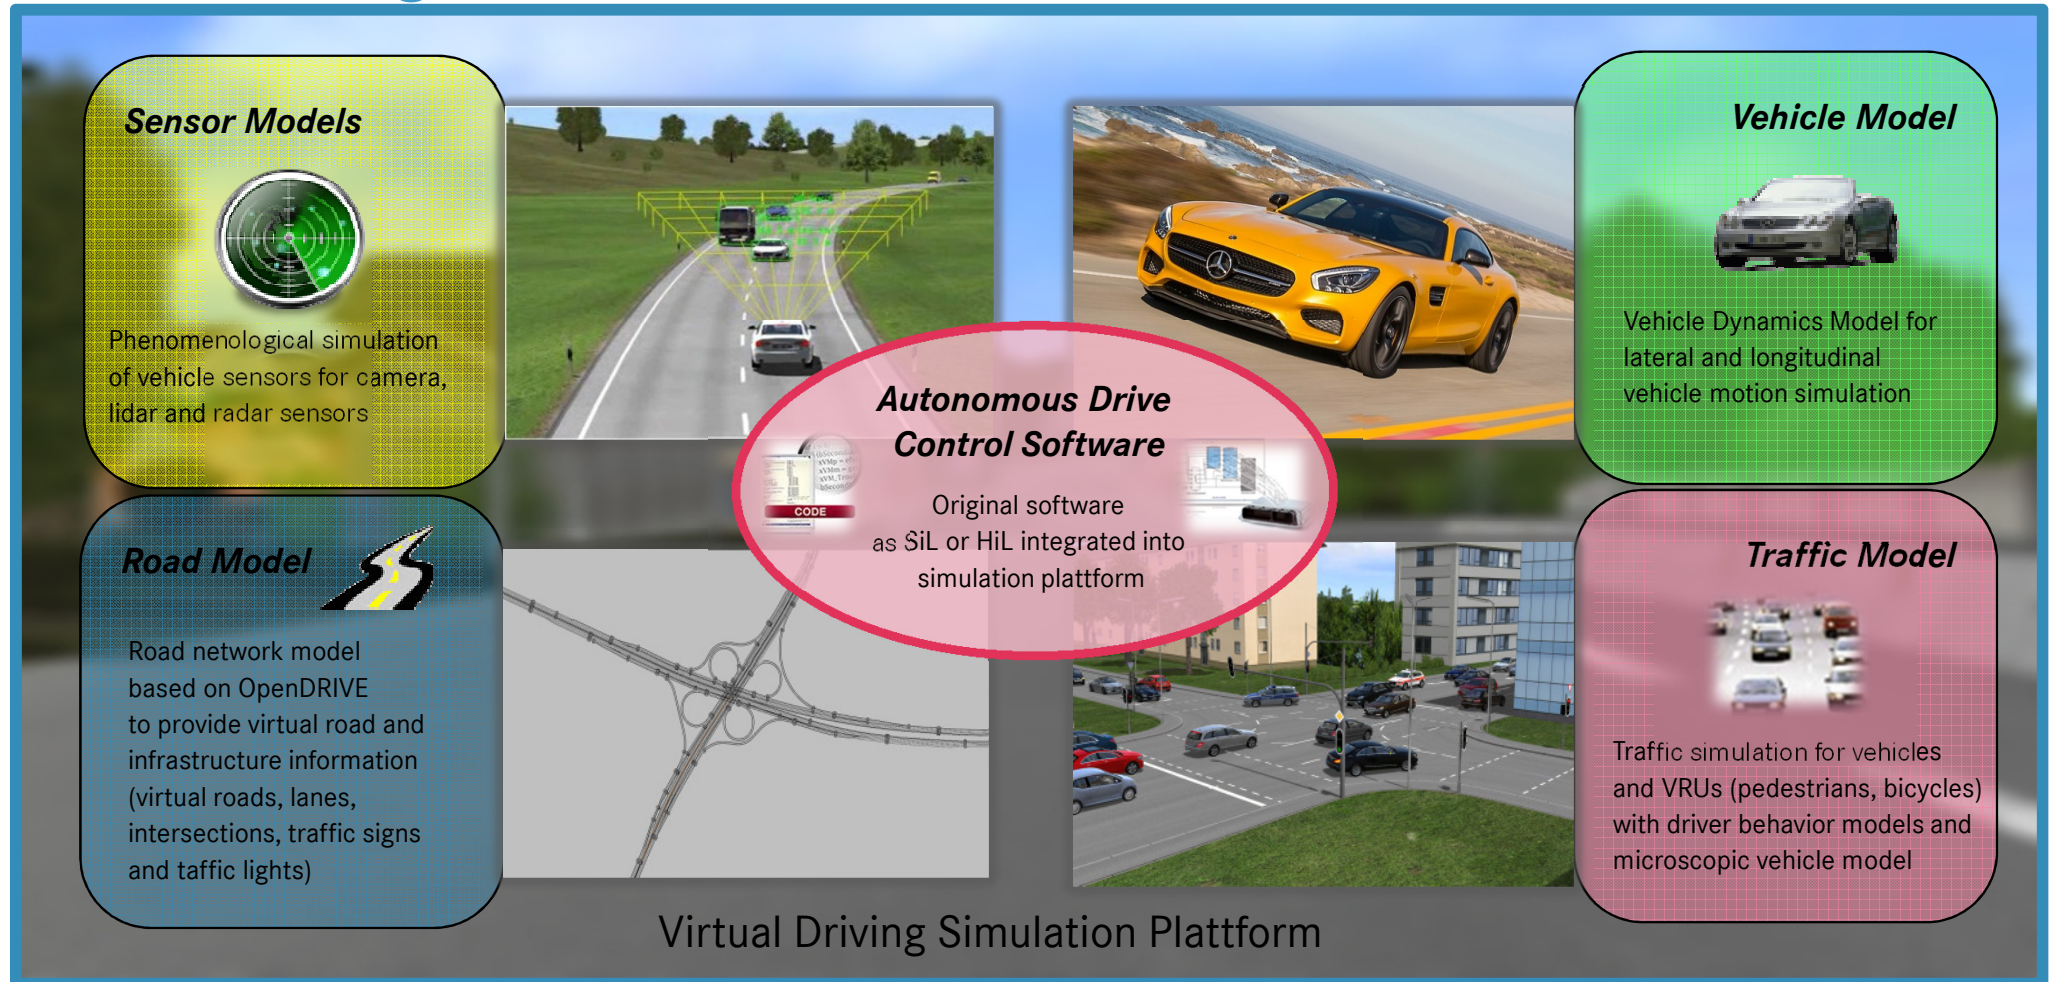 Sensor Models
Phenomenological simulation
of vehicle sensors for camera,
lidar and radar sensors
Vehicle Model
Vehicle Dynamics Model for
lateral and longitudinal
vehicle motion simulation
Autonomous Drive
Control Software
Original software
as SiL or HiL integrated into
simulation plattform
CODE
Road Model
Road network model
based on OpenDRIVE
to provide virtual road and
infrastructure information
(virtual roads, lanes,
intersections, traffic signs
and taffic lights)
Traffic Model
Traffic simulation for vehicles
and VRUs (pedestrians, bicycles)
with driver behavior models and
microscopic vehicle model
Virtual Driving Simulation Plattform